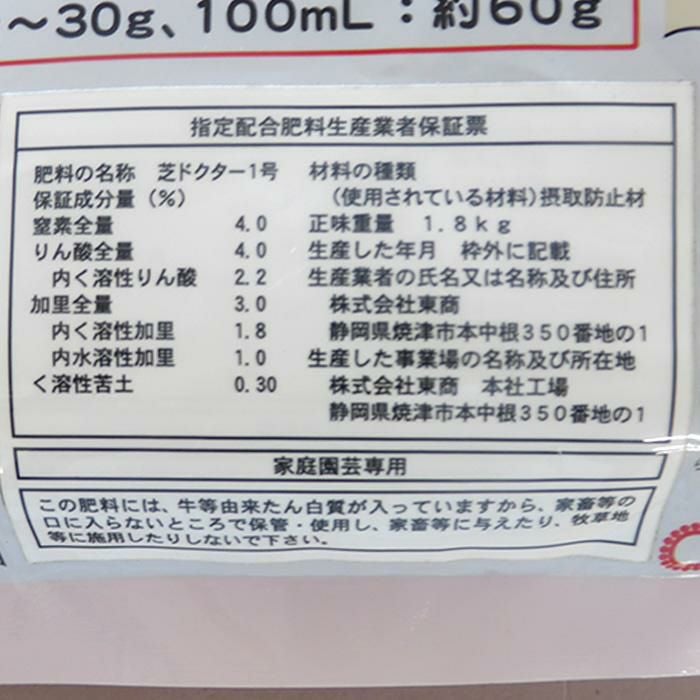 ～30g、100mL：約60g
指定配合肥料生産業者保証票
肥料の名称 芝ドクター1号
保証成分量（％）
窒素全量 4.0
りん酸全量 4.0
内く溶性りん酸 2.2
加里全量 3.0
内く溶性加里 1.8
内水溶性加里 1.0
く溶性苦土 0.30
材料の種類
（使用されている材料）摂取防止材
正味重量 1.8kg
生産した年月 枠外に記載
生産業者の氏名又は名称及び住所
株式会社東商
静岡県焼津市本中根350番地の1
生産した事業場の名称及び所在地
株式会社東商 本社工場
静岡県焼津市本中根350番地の1
家庭園芸専用
この肥料には、牛等由来たん白質が入っていますから、家畜等の
口に入らないところで保管・使用し、家畜等に与えたり、牧草地
等に施用したりしないで下さい。